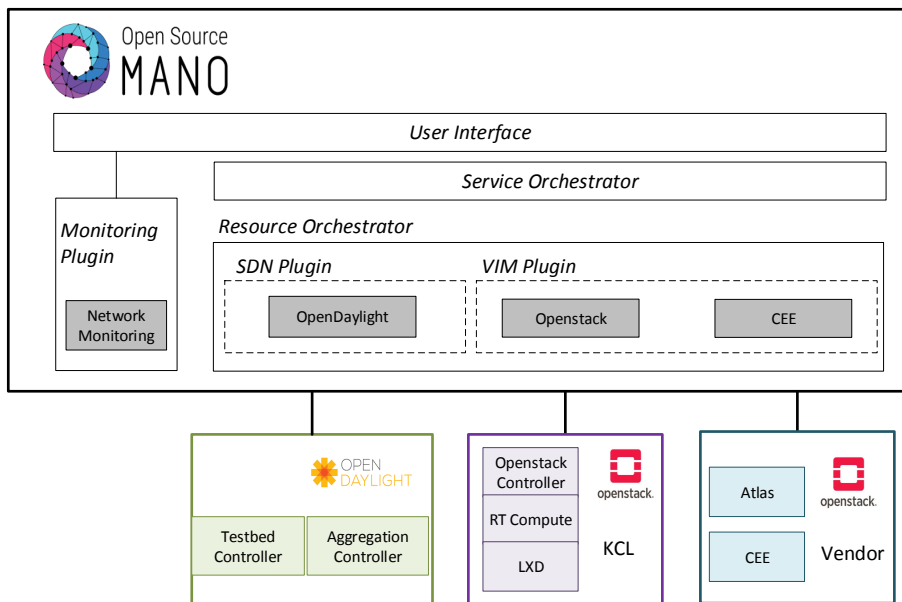 Open Source
MANO
User Interface
Service Orchestrator
Monitoring
Plugin
Resource Orchestrator
SDN Plugin
VIM Plugin
Network
Monitoring
OpenDaylight
Openstack
CEE
OPEN
DAYLIGHT
Testbed
Controller
Aggregation
Controller
Openstack
Controller
RT Compute
LXD
openstack.
KCL
Atlas
CEE
openstack.
Vendor